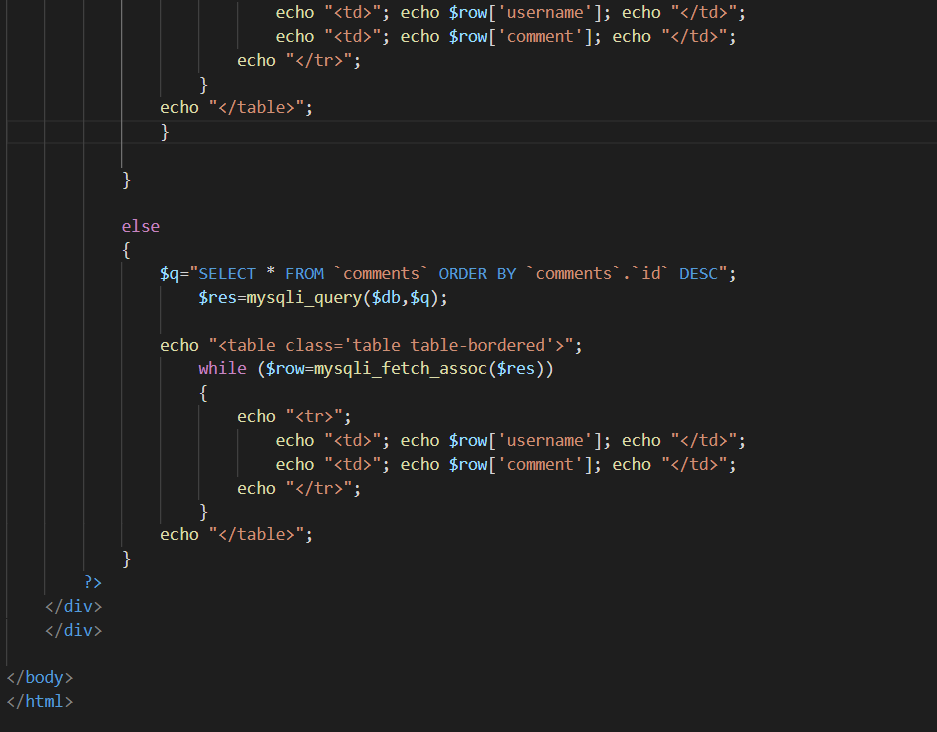 echo "<td>"; echo $row['username']; echo "</td>";
echo "<td>"; echo $row['comment']; echo "</td>";
echo "</tr>";
}
echo "</table>";
}
}
else
{
$q="SELECT * FROM `comments` ORDER BY `comments`.`id` DESC";
$res=mysqli_query($db,$q);
echo "<table class='table table-bordered'>";
while ($row=mysqli_fetch_assoc($res))
{
echo "<tr>";
echo "<td>"; echo $row['username']; echo "</td>";
echo "<td>"; echo $row['comment']; echo "</td>";
echo "</tr>";
}
echo "</table>";
}
?>
</div>
</div>
</body>
</html>